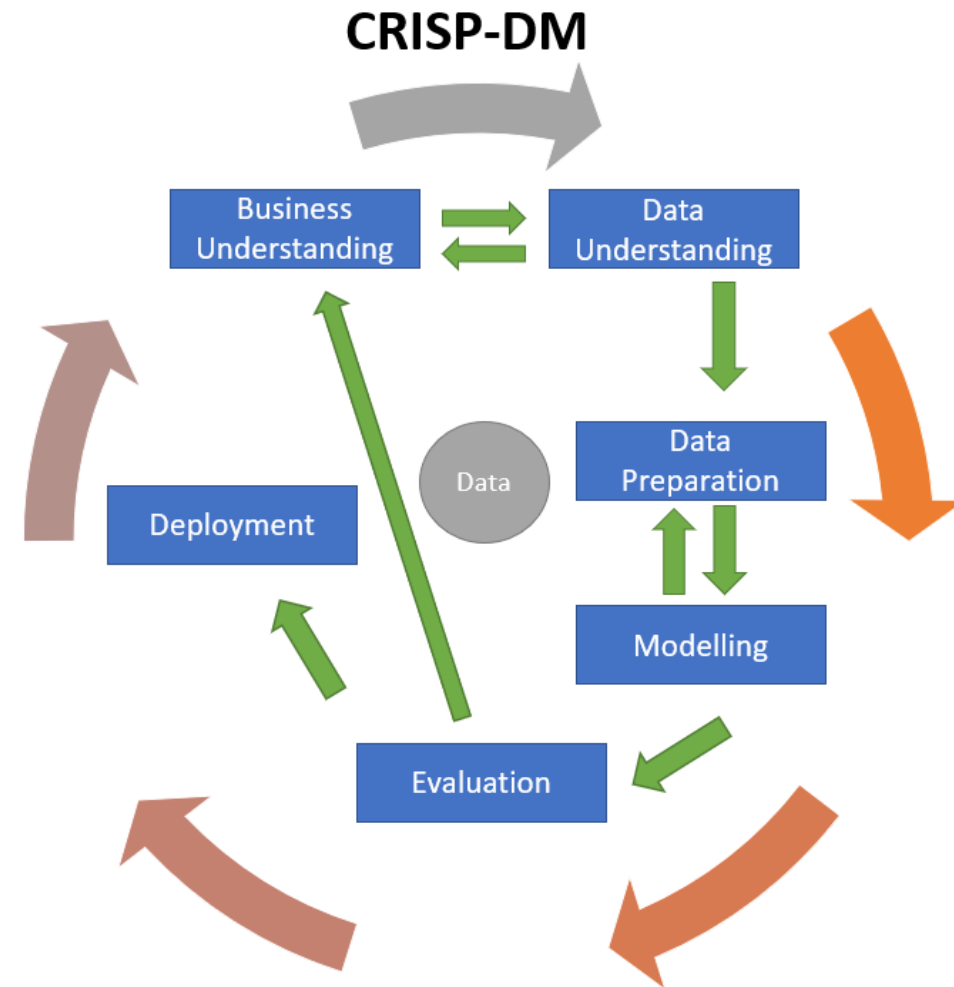 CRISP-DM
Business
Understanding
Data
Understanding
Data
Preparation
Data
Deployment
Modelling
Evaluation